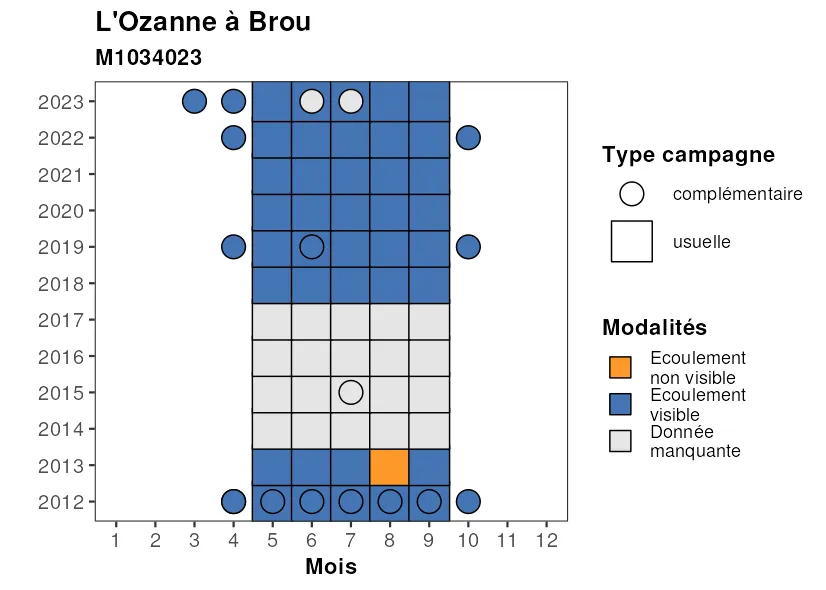 L'Ozanne à Brou
M1034023
2023
2022
2021
2020
2019
2018
2017
2016
2015
2014
2013
2012
1 2 3 4 5 6 7 8 9 10 11 12
Mois
Type campagne
complémentaire
usuelle
Modalités
Ecoulement
non visible
Ecoulement
visible
Donnée
manquante